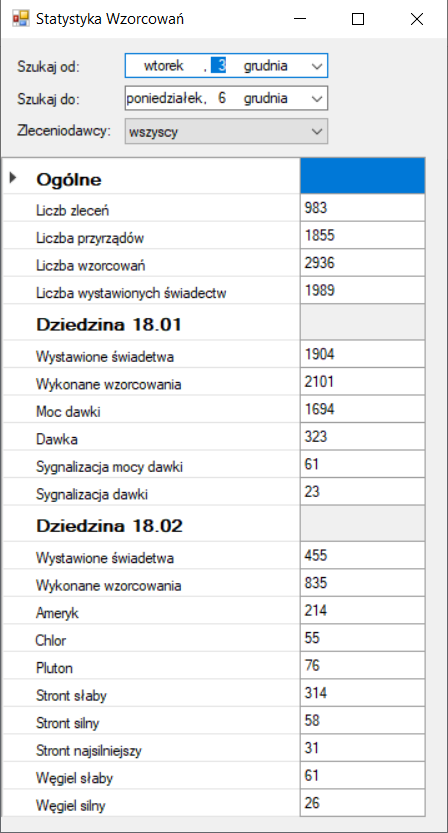 Statystyka Wzorcowań
Szukaj od: wtorek , 3 grudnia
Szukaj do: poniedziałek, 6 grudnia
Zleceniodawcy: wszyscy
Ogólne
Liczb zleceń 983
Liczba przyrządów 1855
Liczba wzorcowań 2936
Liczba wystawionych świadectw 1989
Dziedzina 18.01
Wystawione świadetwa 1904
Wykonane wzorcowania 2101
Moc dawki 1694
Dawka 323
Sygnalizacja mocy dawki 61
Sygnalizacja dawki 23
Dziedzina 18.02
Wystawione świadetwa 455
Wykonane wzorcowania 835
Ameryk 214
Chlor 55
Pluton 76
Stront słaby 314
Stront silny 58
Stront najsilniejszy 31
Węgiel słaby 61
Węgiel silny 26